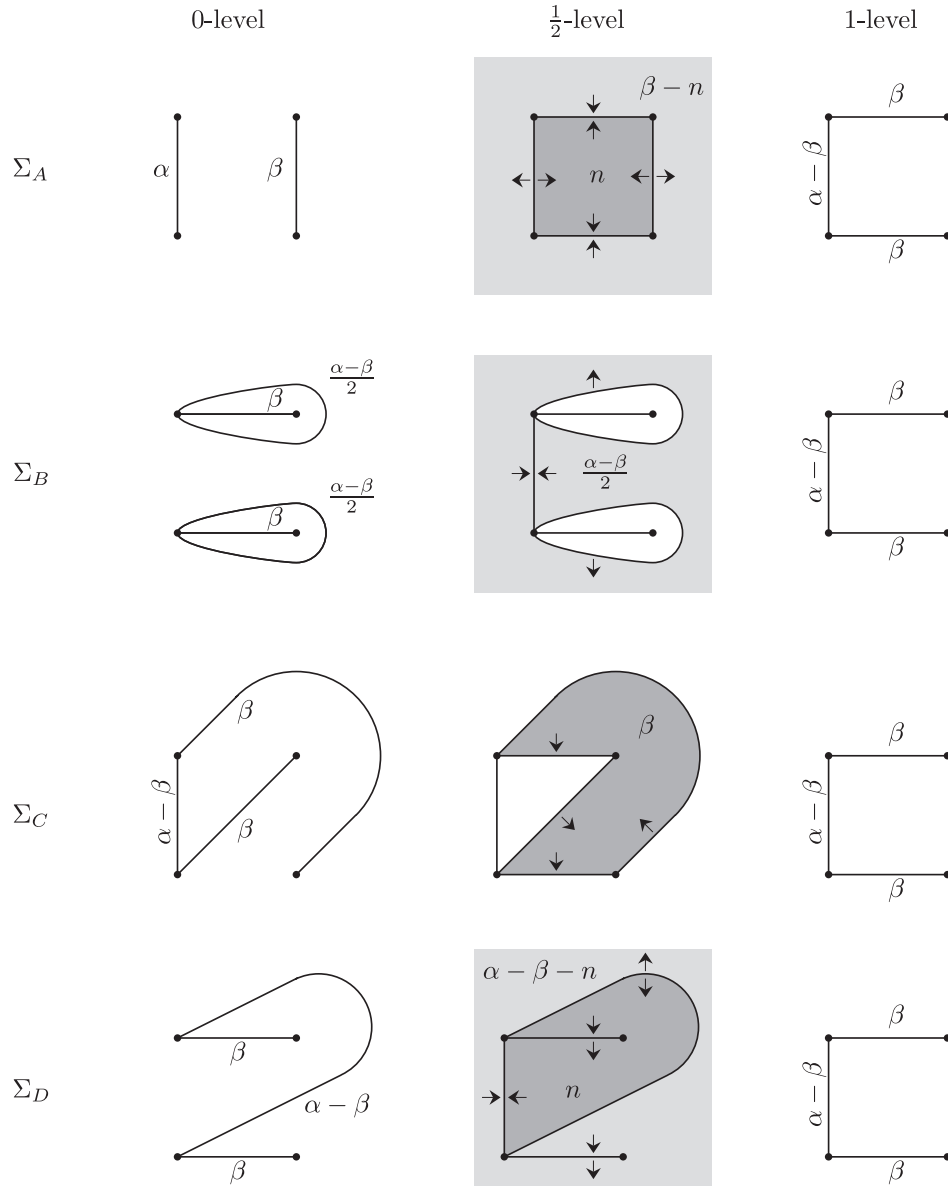 0-level ½-level 1-level
Σ_A α β β − n n β α − β β
Σ_B β (α−β)/2 β (α−β)/2 (α−β)/2 β α − β β
Σ_C β α − β β β β α − β β
Σ_D β α − β β α − β − n n β α − β β